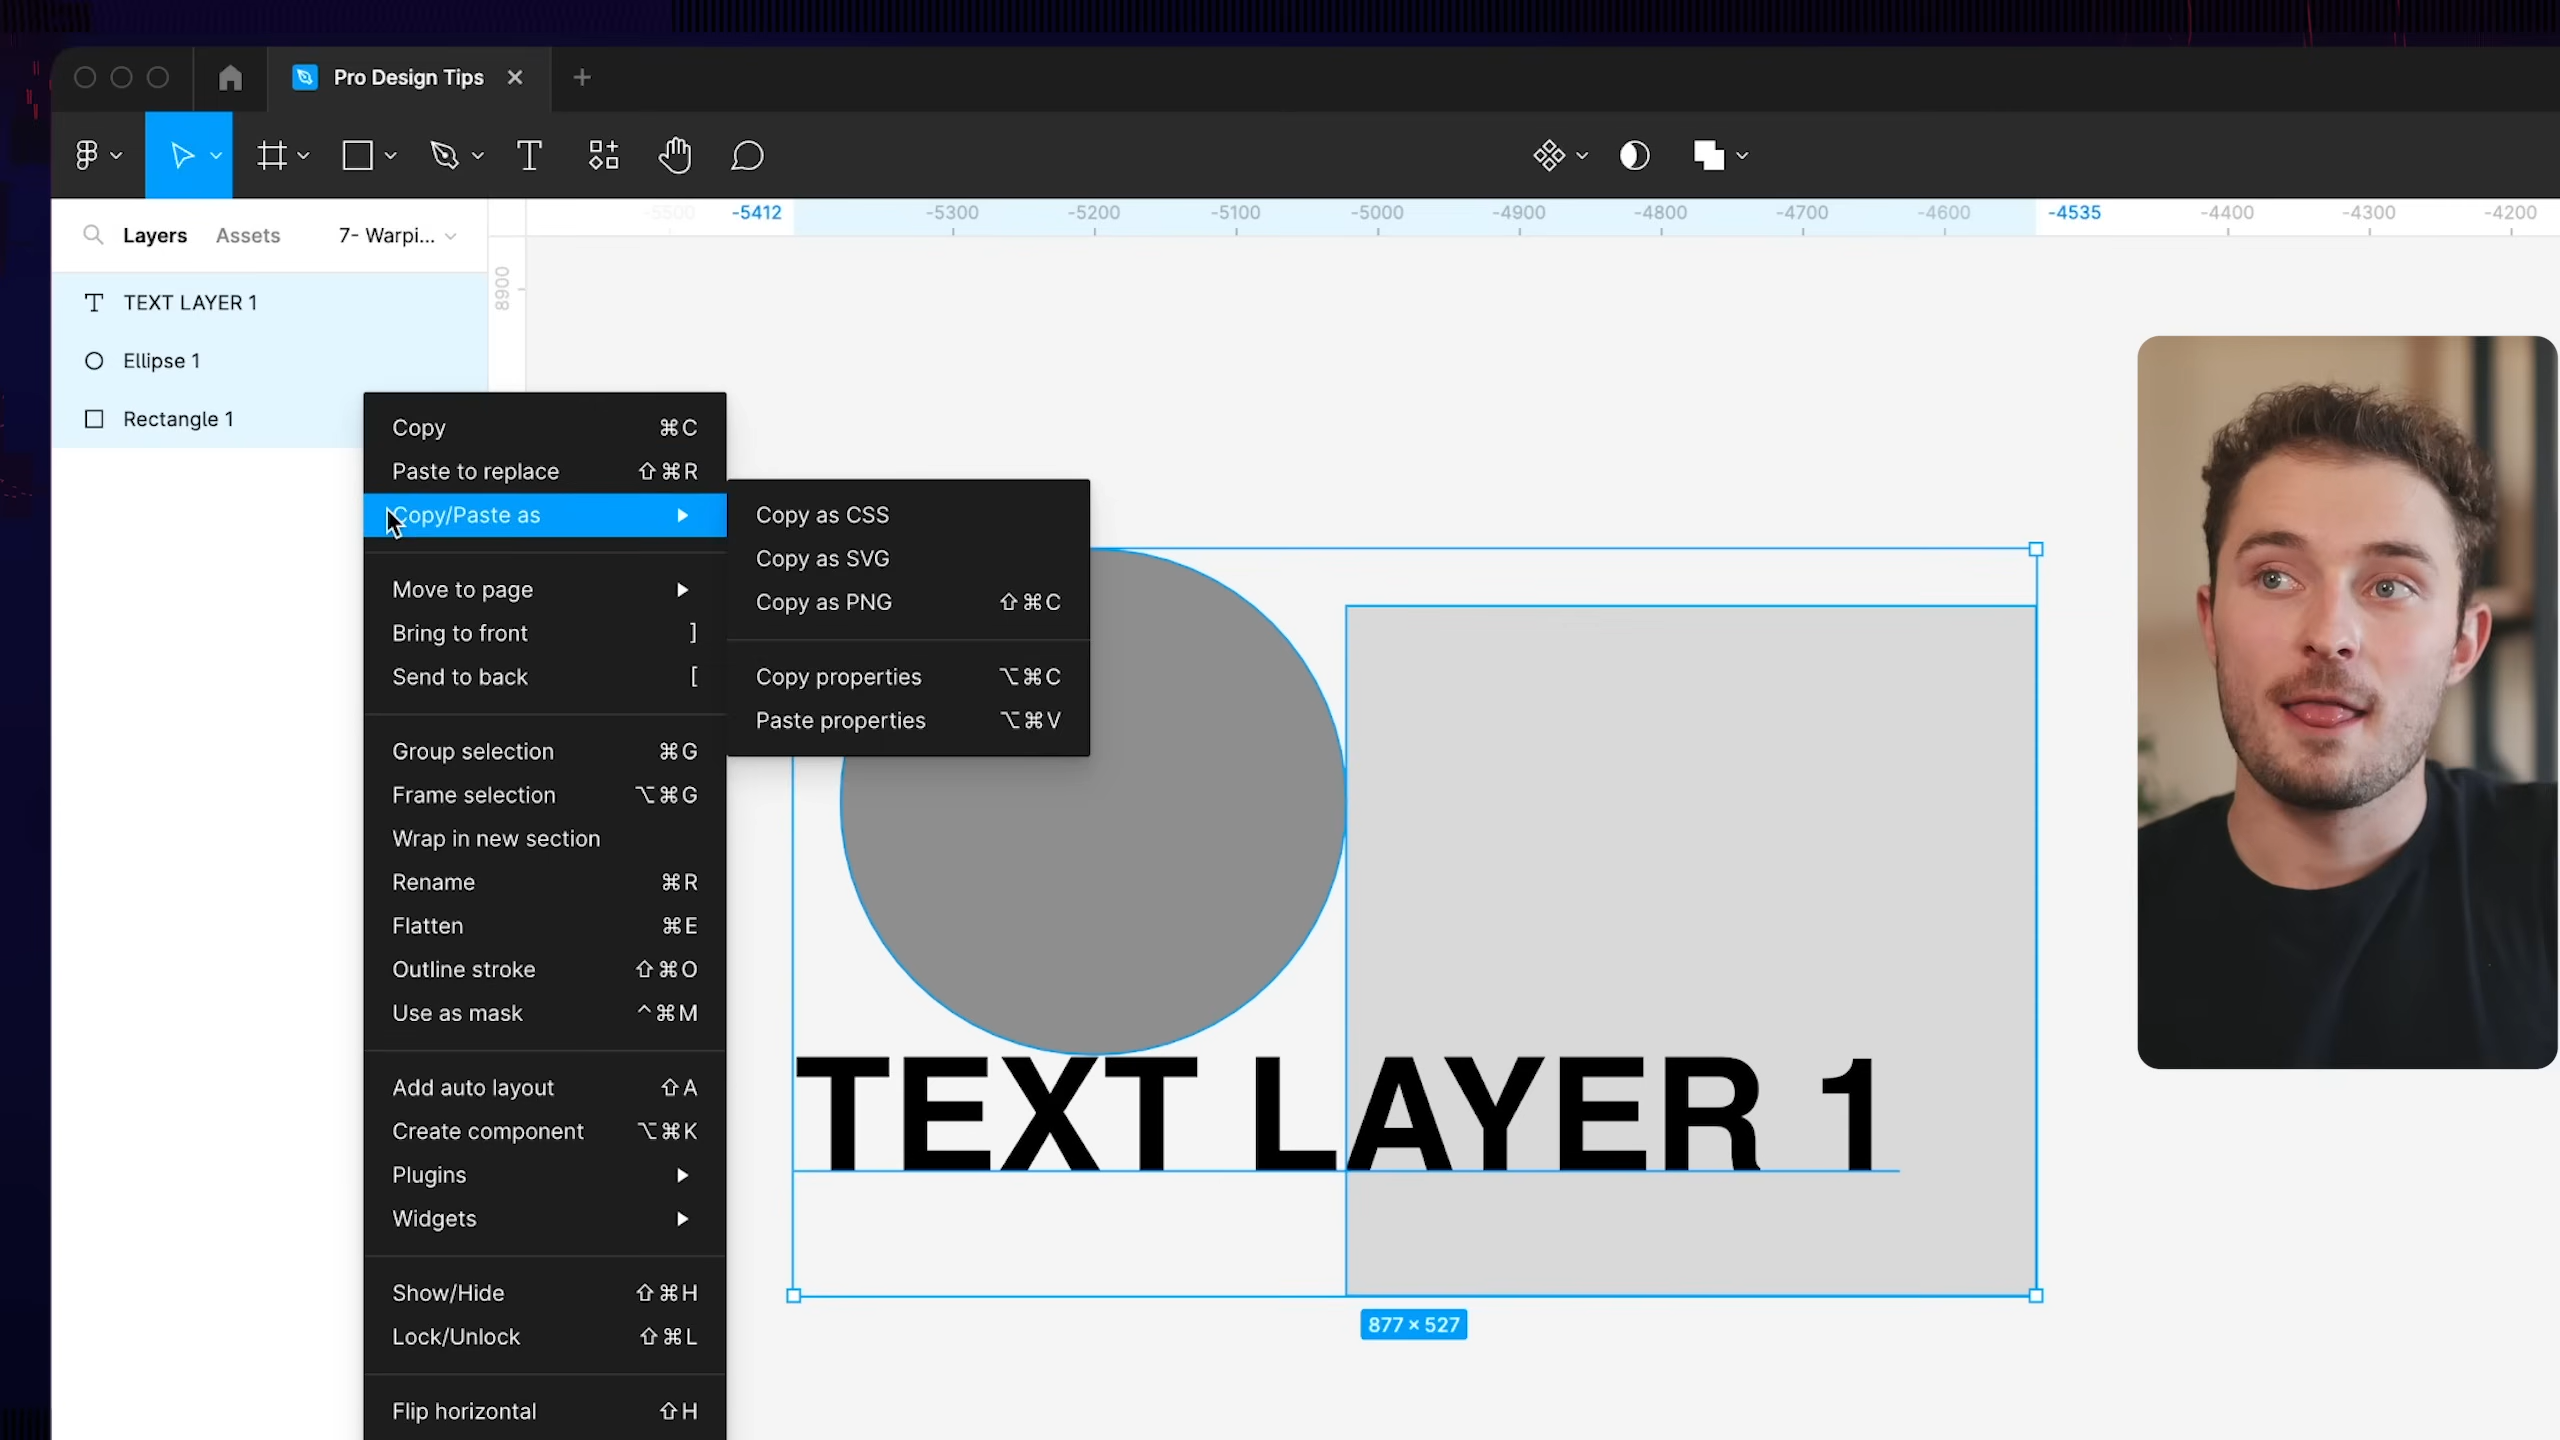 Pro Design Tips
-5500 -5412 -5300 -5200 -5100 -5000 -4900 -4800 -4700 -4600 -4535 -4400 -4300 -4200
Layers Assets 7- Warpi...
8900
TEXT LAYER 1
Ellipse 1
Rectangle 1
Copy ⌘C
Paste to replace ⇧⌘R
Copy/Paste as
Move to page
Bring to front ]
Send to back [
Group selection ⌘G
Frame selection ⌥⌘G
Wrap in new section
Rename ⌘R
Flatten ⌘E
Outline stroke ⇧⌘O
Use as mask ^⌘M
Add auto layout ⇧A
Create component ⌥⌘K
Plugins
Widgets
Show/Hide ⇧⌘H
Lock/Unlock ⇧⌘L
Flip horizontal ⇧H
Copy as CSS
Copy as SVG
Copy as PNG ⇧⌘C
Copy properties ⌥⌘C
Paste properties ⌥⌘V
TEXT LAYER 1
877 × 527